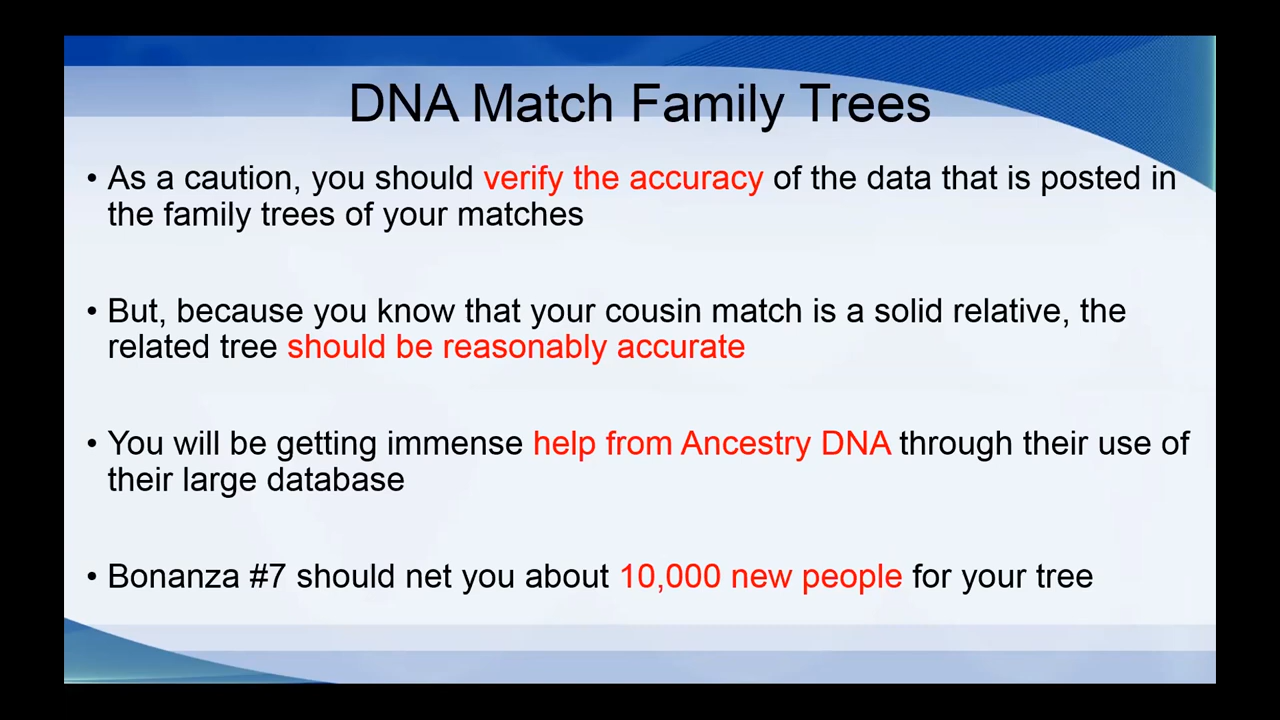 DNA Match Family Trees
• As a caution, you should verify the accuracy of the data that is posted in
the family trees of your matches
• But, because you know that your cousin match is a solid relative, the
related tree should be reasonably accurate
• You will be getting immense help from Ancestry DNA through their use of
their large database
• Bonanza #7 should net you about 10,000 new people for your tree